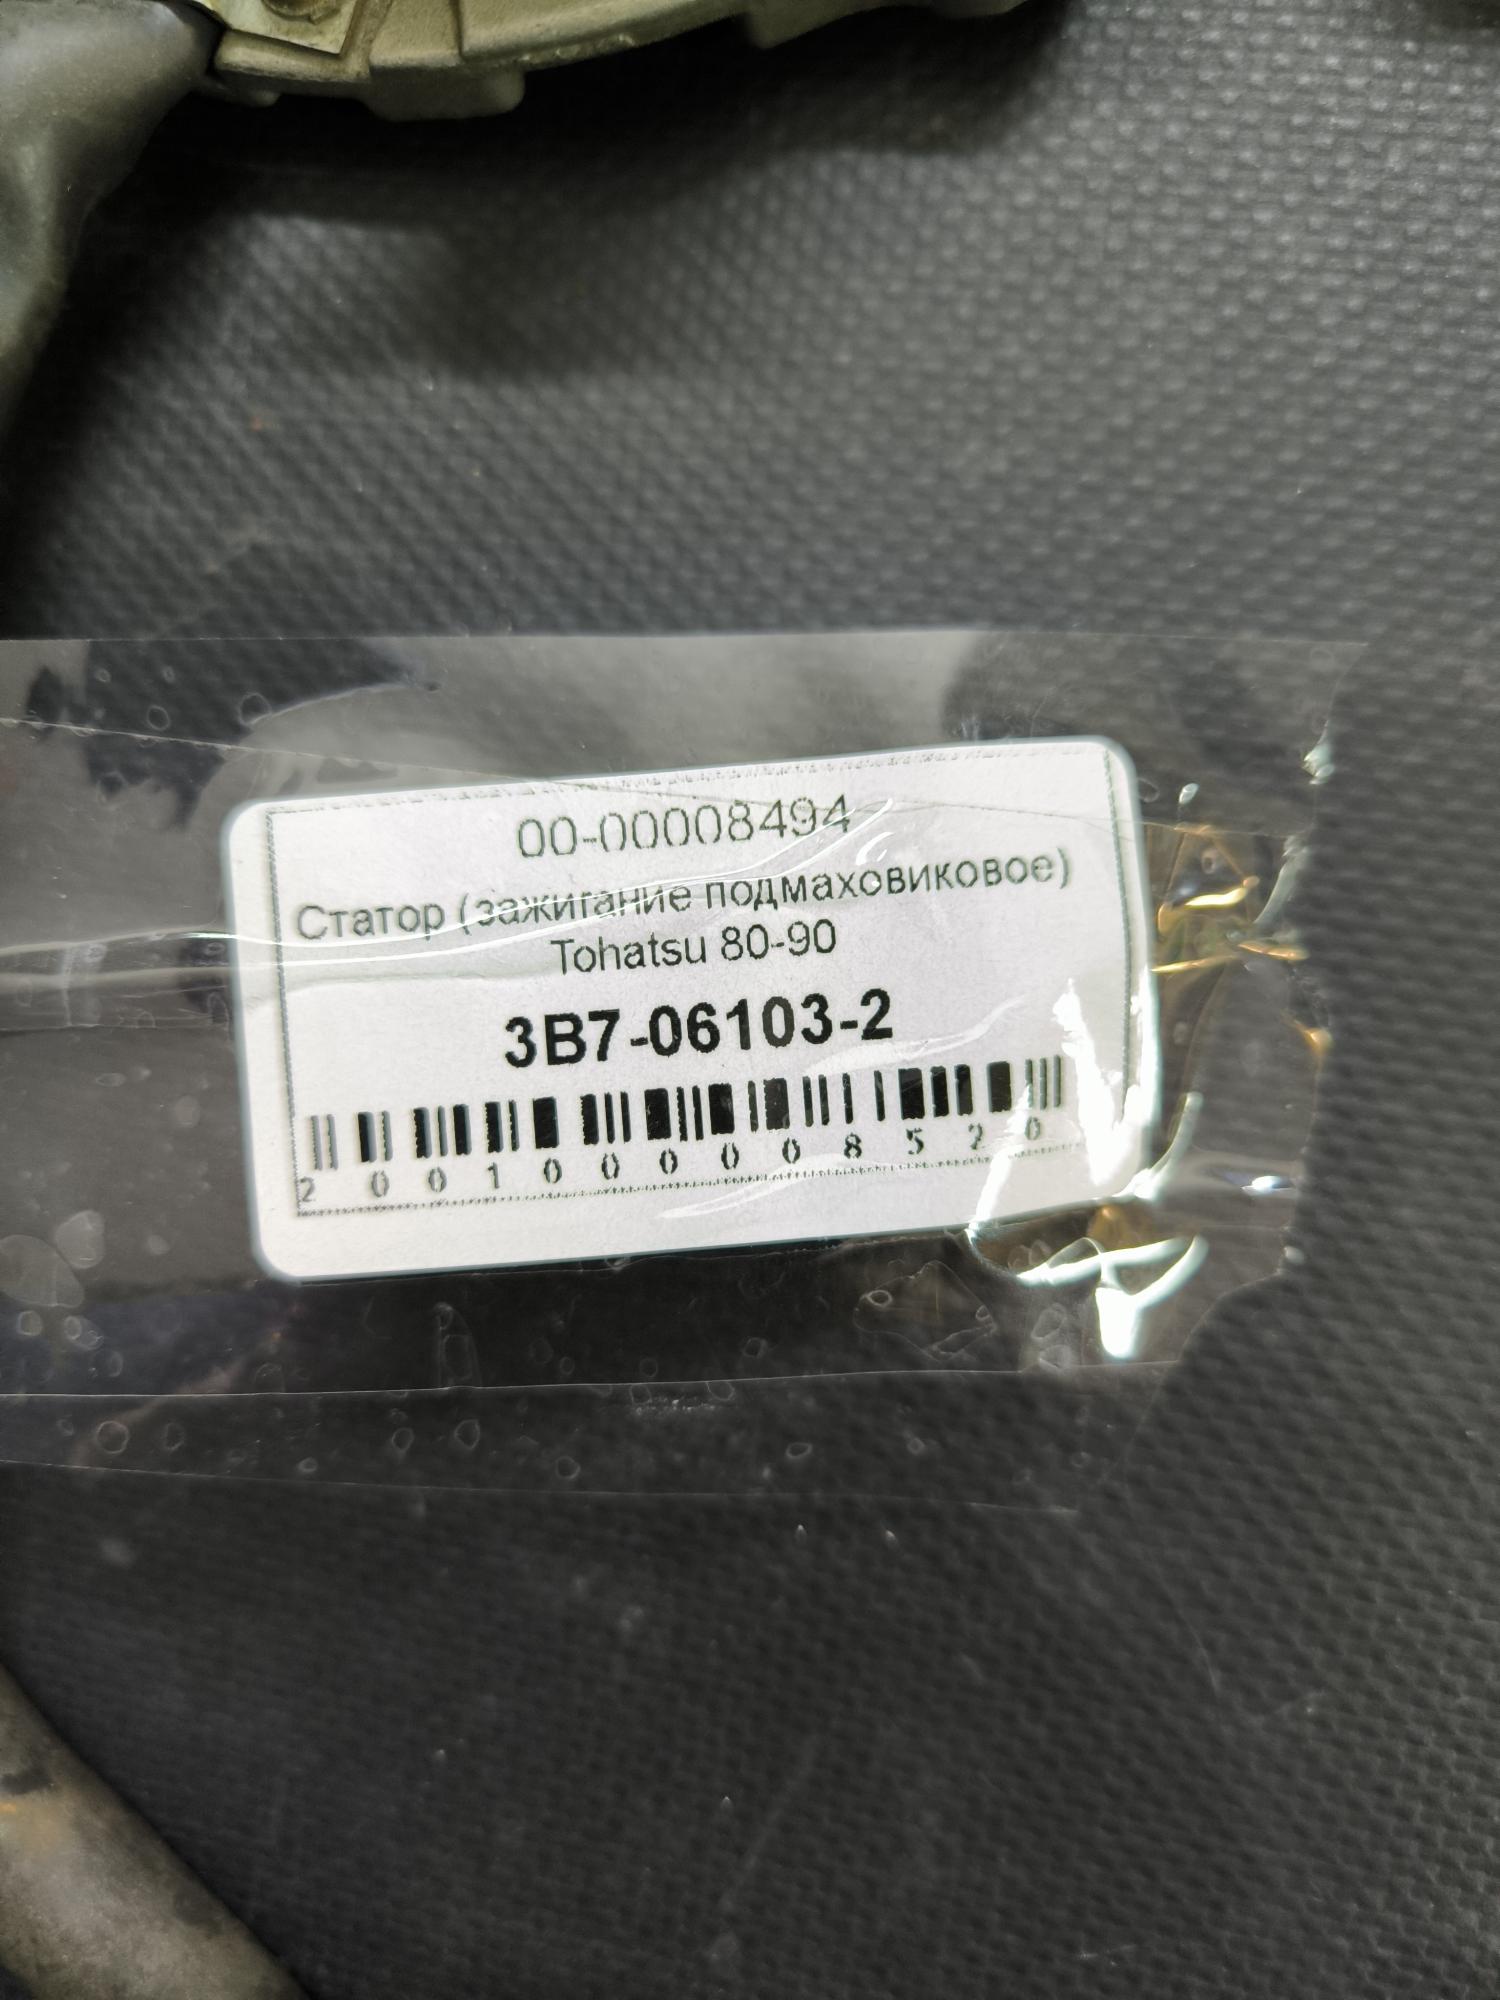 00-00008494
Статор (зажигание подмаховиковое)
Tohatsu 80-90
3B7-06103-2
2001000008520